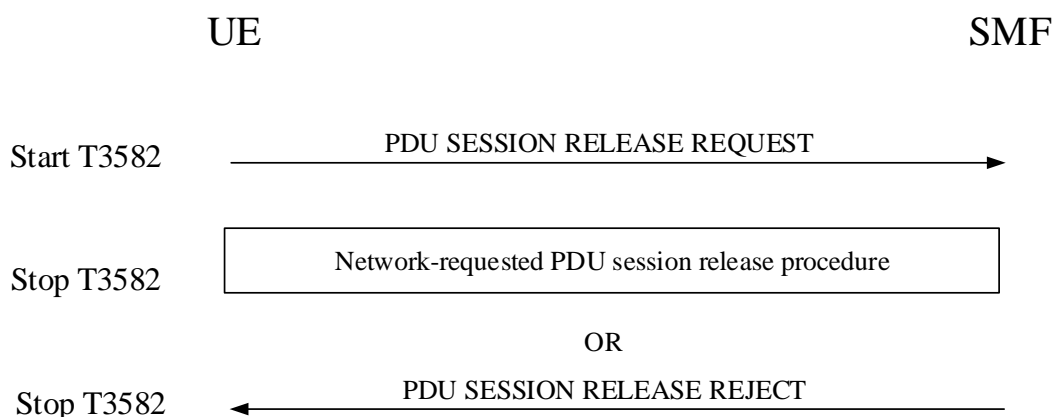 UE SMF
Start T3582 PDU SESSION RELEASE REQUEST
Stop T3582 Network-requested PDU session release procedure
OR
Stop T3582 PDU SESSION RELEASE REJECT